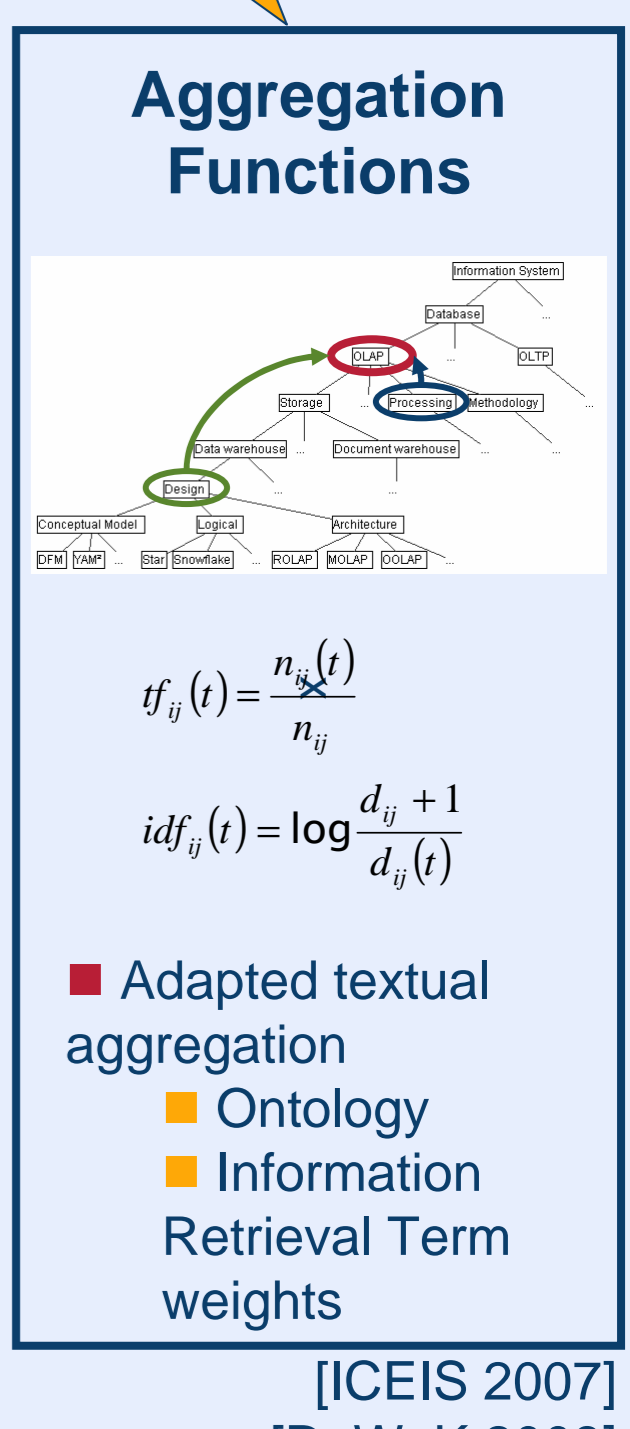 Aggregation
Functions
Information System
Database ...
OLAP ... OLTP
Storage ... Processing Methodology ...
Data warehouse ... Document warehouse ... ...
Design ... ...
Conceptual Model Logical Architecture
DFM YAM² ... Star Snowflake ... ROLAP MOLAP OOLAP ...
tf_ij(t) = n_ij(t) / n_ij
×
idf_ij(t) = log (d_ij + 1) / d_ij(t)
■ Adapted textual
aggregation
■ Ontology
■ Information
Retrieval Term
weights
[ICEIS 2007]